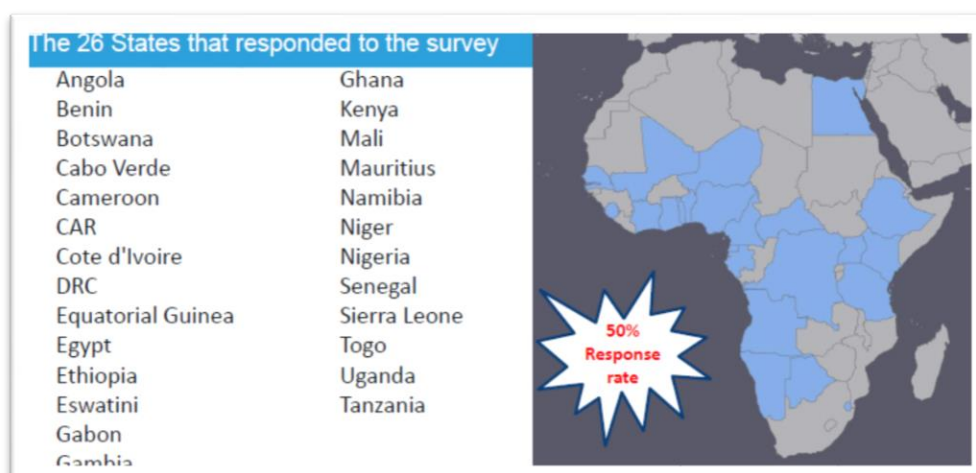 The 26 States that responded to the survey
Angola
Benin
Botswana
Cabo Verde
Cameroon
CAR
Cote d'Ivoire
DRC
Equatorial Guinea
Egypt
Ethiopia
Eswatini
Gabon
Gambia
Ghana
Kenya
Mali
Mauritius
Namibia
Niger
Nigeria
Senegal
Sierra Leone
Togo
Uganda
Tanzania
50%
Response
rate